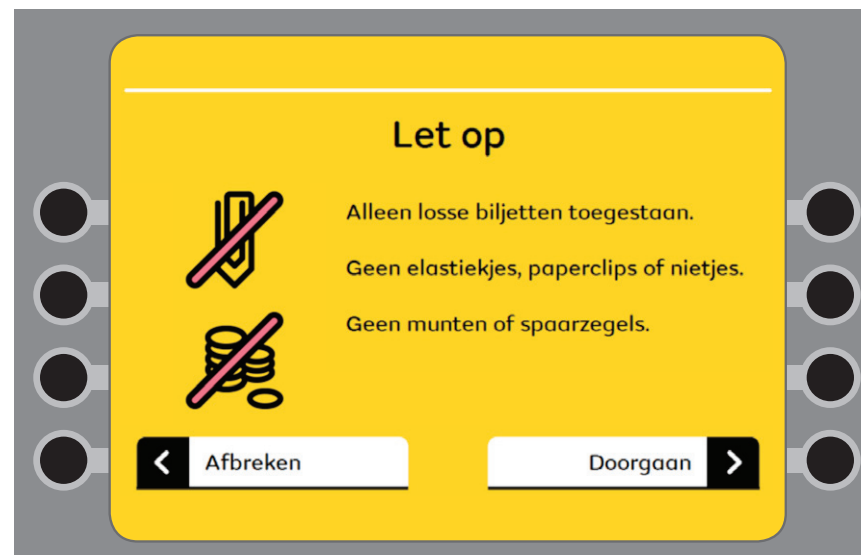 Let op
Alleen losse biljetten toegestaan.
Geen elastiekjes, paperclips of nietjes.
Geen munten of spaarzegels.
Afbreken
Doorgaan